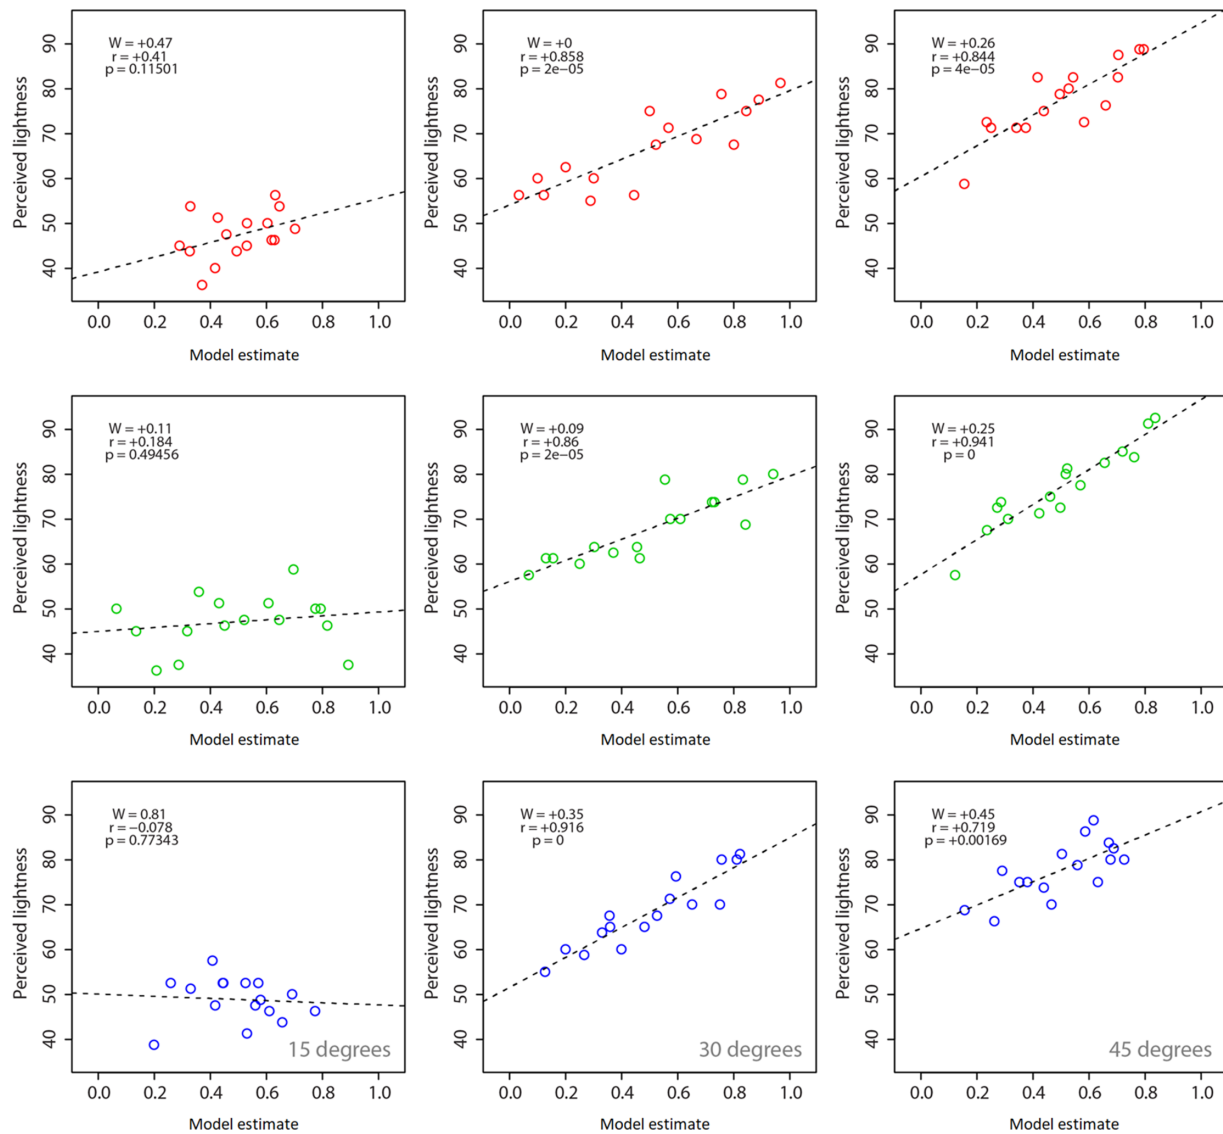 W = +0.47
r = +0.41
p = 0.11501
Perceived lightness
90
80
70
60
50
40
0.0 0.2 0.4 0.6 0.8 1.0
Model estimate
W = +0
r = +0.858
p = 2e−05
Perceived lightness
90
80
70
60
50
40
0.0 0.2 0.4 0.6 0.8 1.0
Model estimate
W = +0.26
r = +0.844
p = 4e−05
Perceived lightness
90
80
70
60
50
40
0.0 0.2 0.4 0.6 0.8 1.0
Model estimate
W = +0.11
r = +0.184
p = 0.49456
Perceived lightness
90
80
70
60
50
40
0.0 0.2 0.4 0.6 0.8 1.0
Model estimate
W = +0.09
r = +0.86
p = 2e−05
Perceived lightness
90
80
70
60
50
40
0.0 0.2 0.4 0.6 0.8 1.0
Model estimate
W = +0.25
r = +0.941
p = 0
Perceived lightness
90
80
70
60
50
40
0.0 0.2 0.4 0.6 0.8 1.0
Model estimate
W = 0.81
r = −0.078
p = 0.77343
Perceived lightness
90
80
70
60
50
40
15 degrees
0.0 0.2 0.4 0.6 0.8 1.0
Model estimate
W = +0.35
r = +0.916
p = 0
Perceived lightness
90
80
70
60
50
40
30 degrees
0.0 0.2 0.4 0.6 0.8 1.0
Model estimate
W = +0.45
r = +0.719
p = +0.00169
Perceived lightness
90
80
70
60
50
40
45 degrees
0.0 0.2 0.4 0.6 0.8 1.0
Model estimate